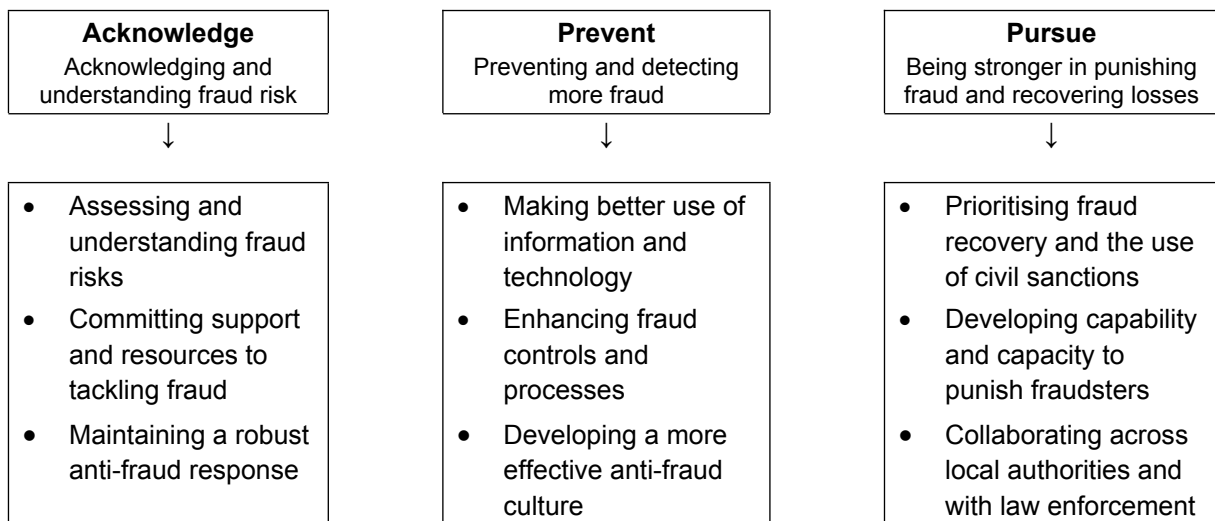 Acknowledge
Acknowledging and
understanding fraud risk
↓
• Assessing and
understanding fraud
risks
• Committing support
and resources to
tackling fraud
• Maintaining a robust
anti-fraud response
Prevent
Preventing and detecting
more fraud
↓
• Making better use of
information and
technology
• Enhancing fraud
controls and
processes
• Developing a more
effective anti-fraud
culture
Pursue
Being stronger in punishing
fraud and recovering losses
↓
• Prioritising fraud
recovery and the use
of civil sanctions
• Developing capability
and capacity to
punish fraudsters
• Collaborating across
local authorities and
with law enforcement